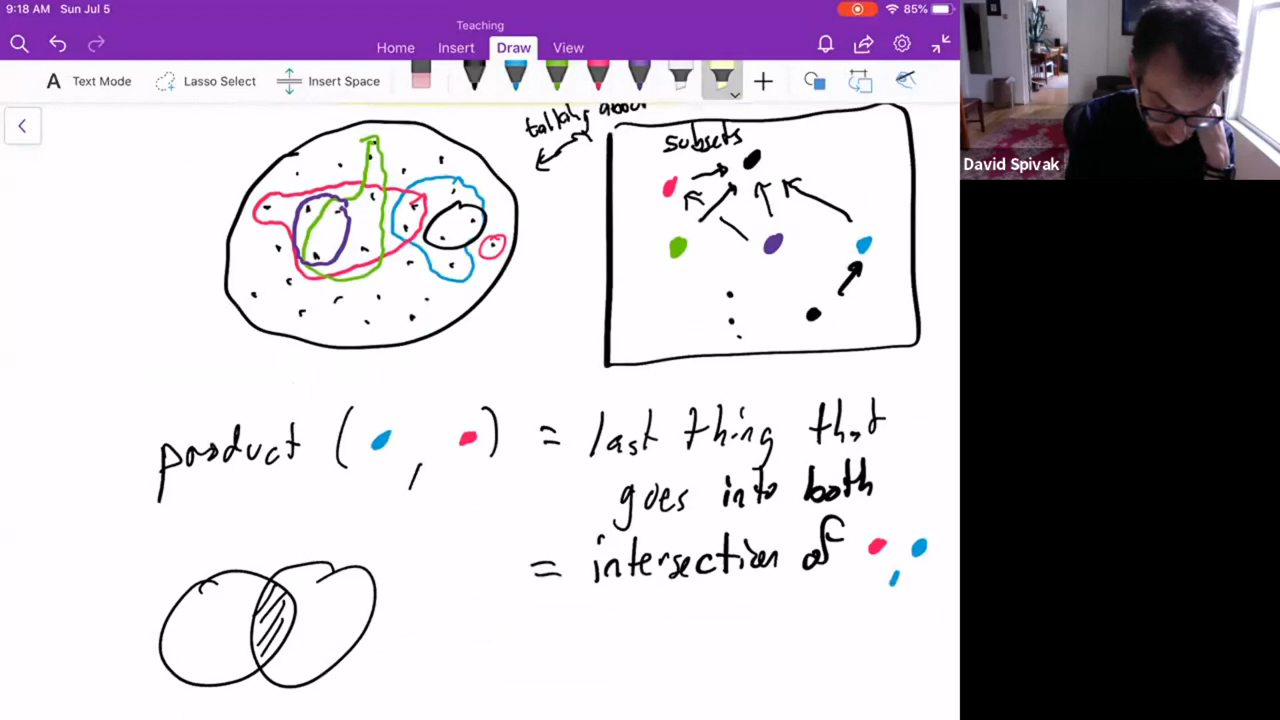 9:18 AM Sun Jul 5
85%
Teaching
Home Insert Draw View
A Text Mode Lasso Select Insert Space
David Spivak
talking about
subsets
product ( , ) = last thing that
goes into both
= intersection of ,